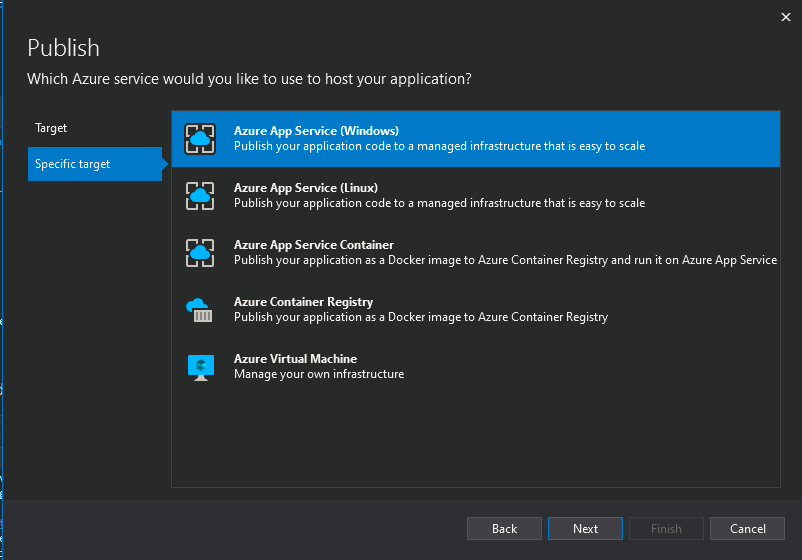 Publish
Which Azure service would you like to use to host your application?
Target
Specific target
Azure App Service (Windows)
Publish your application code to a managed infrastructure that is easy to scale
Azure App Service (Linux)
Publish your application code to a managed infrastructure that is easy to scale
Azure App Service Container
Publish your application as a Docker image to Azure Container Registry and run it on Azure App Service
Azure Container Registry
Publish your application as a Docker image to Azure Container Registry
Azure Virtual Machine
Manage your own infrastructure
Back
Next
Finish
Cancel